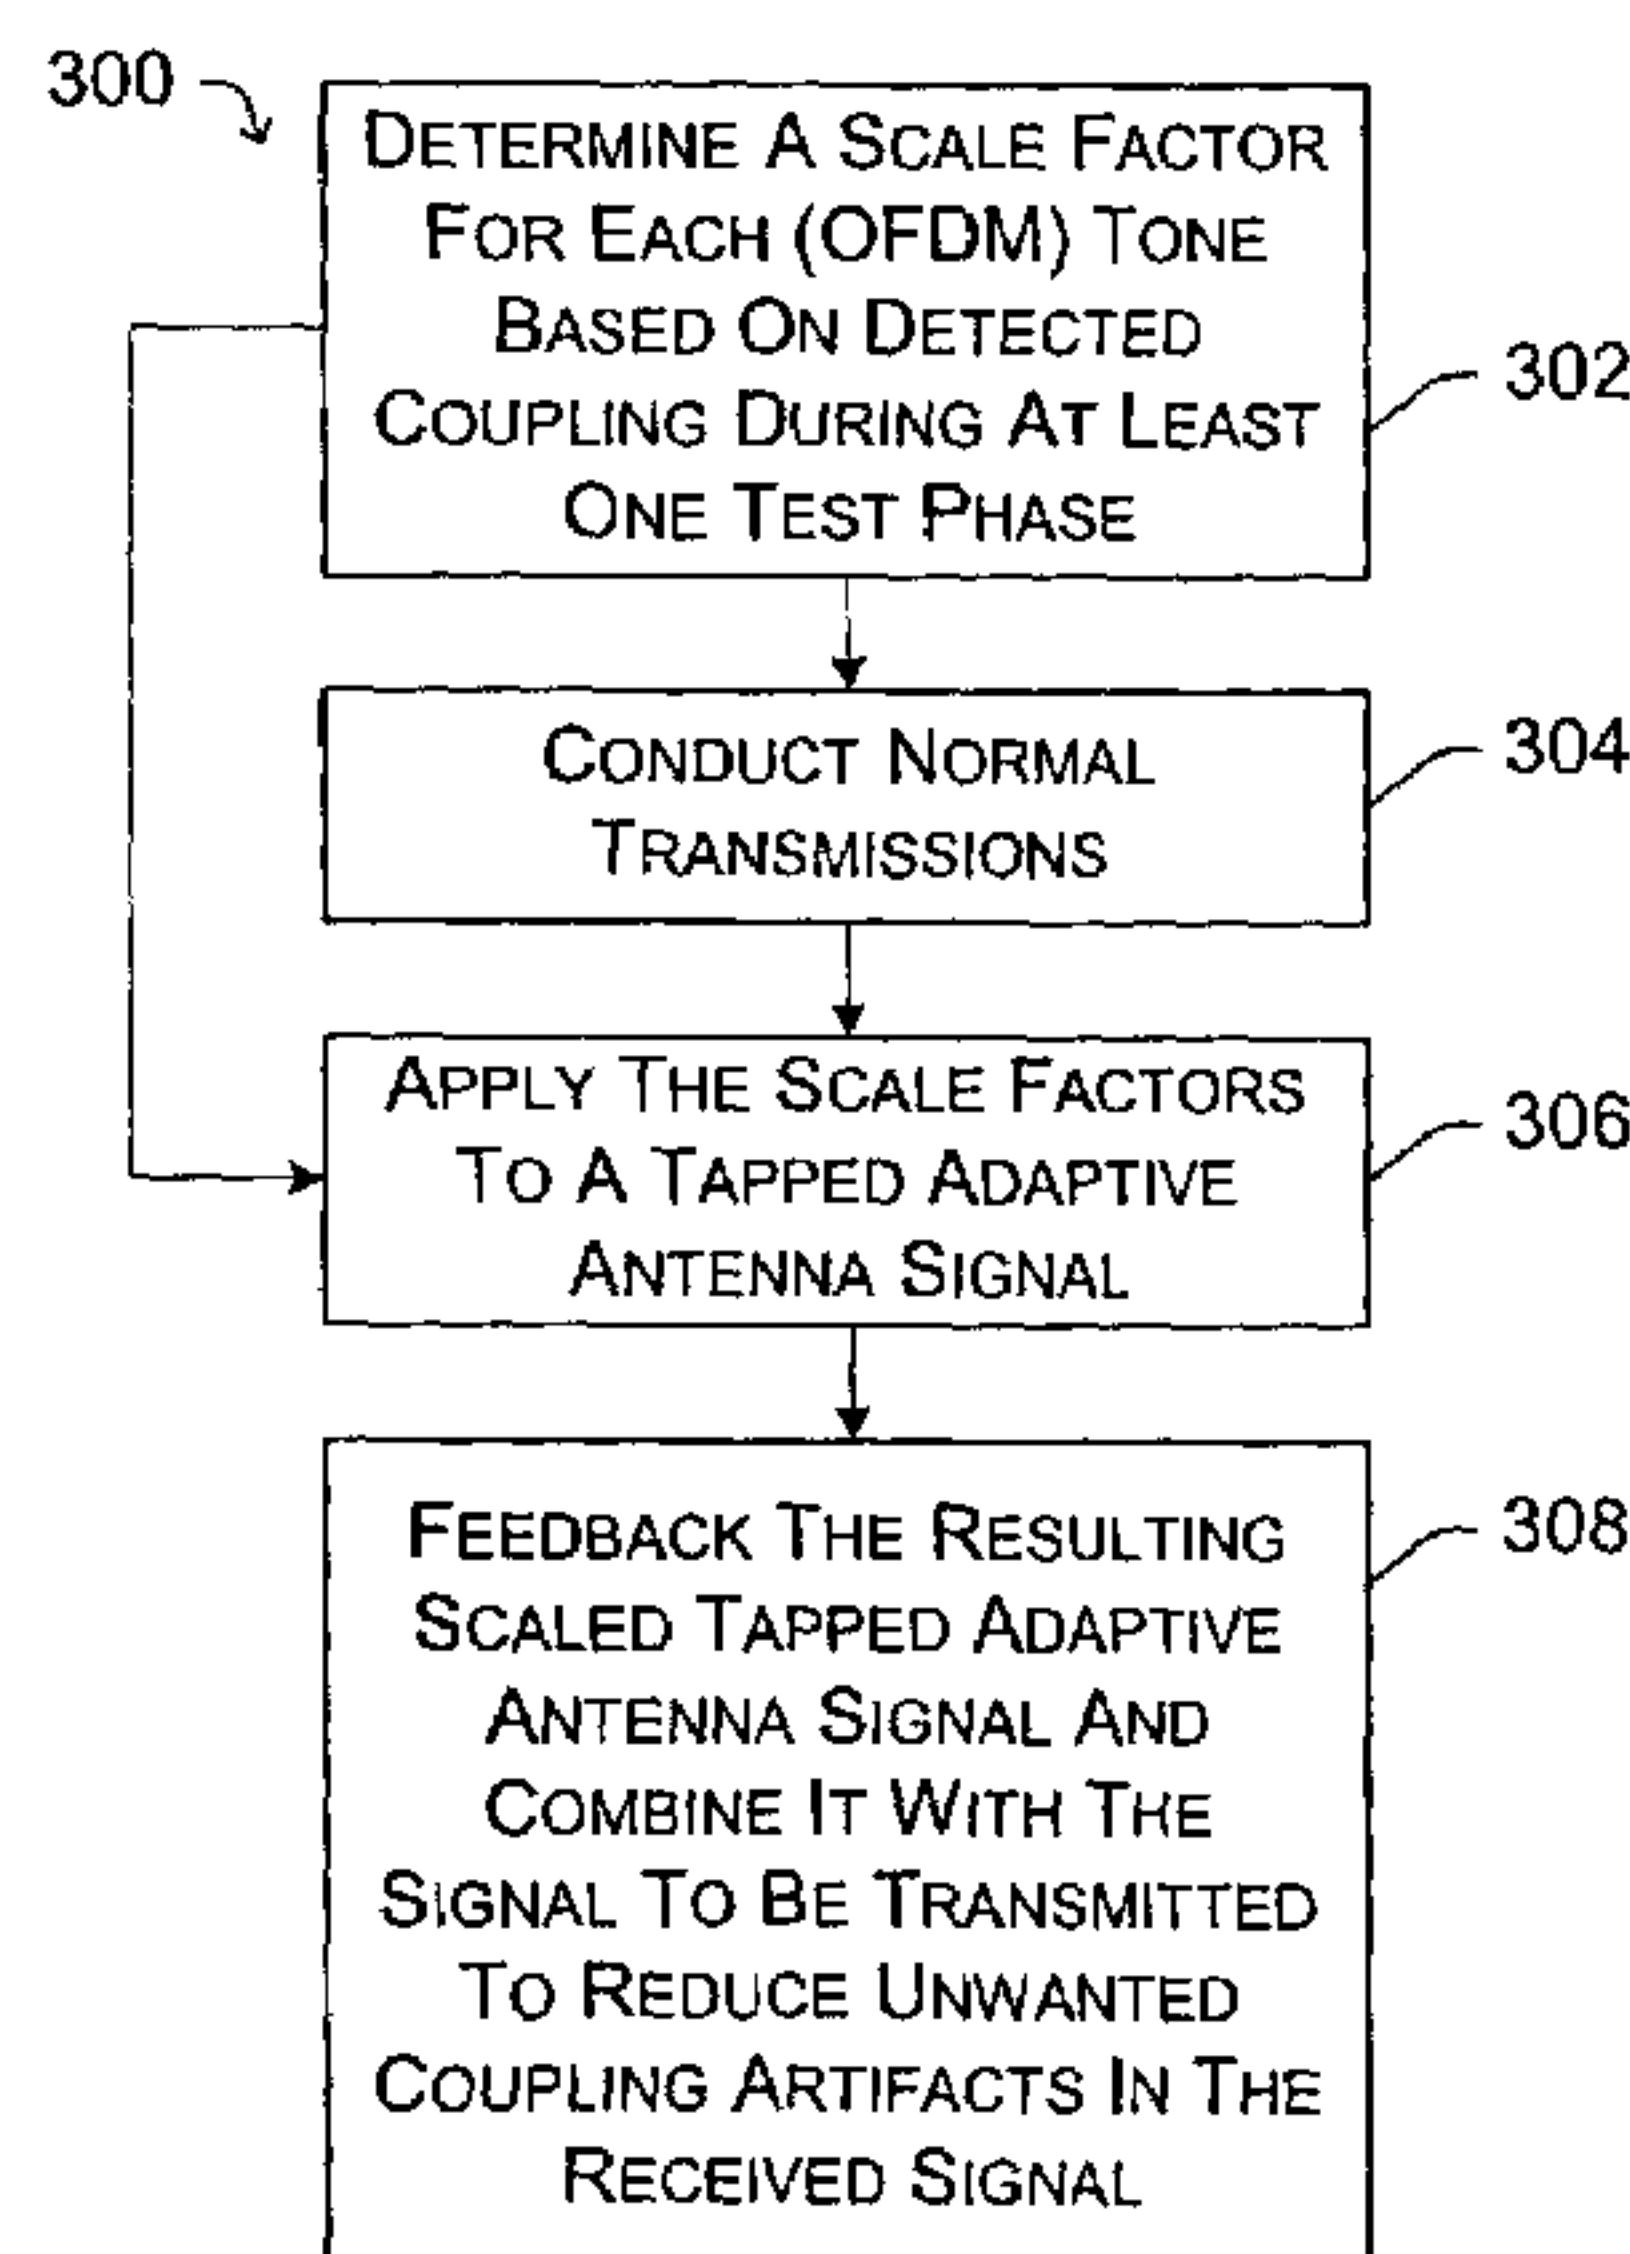 300
DETERMINE A SCALE FACTOR
FOR EACH (OFDM) TONE
BASED ON DETECTED
COUPLING DURING AT LEAST
ONE TEST PHASE
302
CONDUCT NORMAL
TRANSMISSIONS
304
APPLY THE SCALE FACTORS
TO A TAPPED ADAPTIVE
ANTENNA SIGNAL
306
FEEDBACK THE RESULTING
SCALED TAPPED ADAPTIVE
ANTENNA SIGNAL AND
COMBINE IT WITH THE
SIGNAL TO BE TRANSMITTED
TO REDUCE UNWANTED
COUPLING ARTIFACTS IN THE
RECEIVED SIGNAL
308